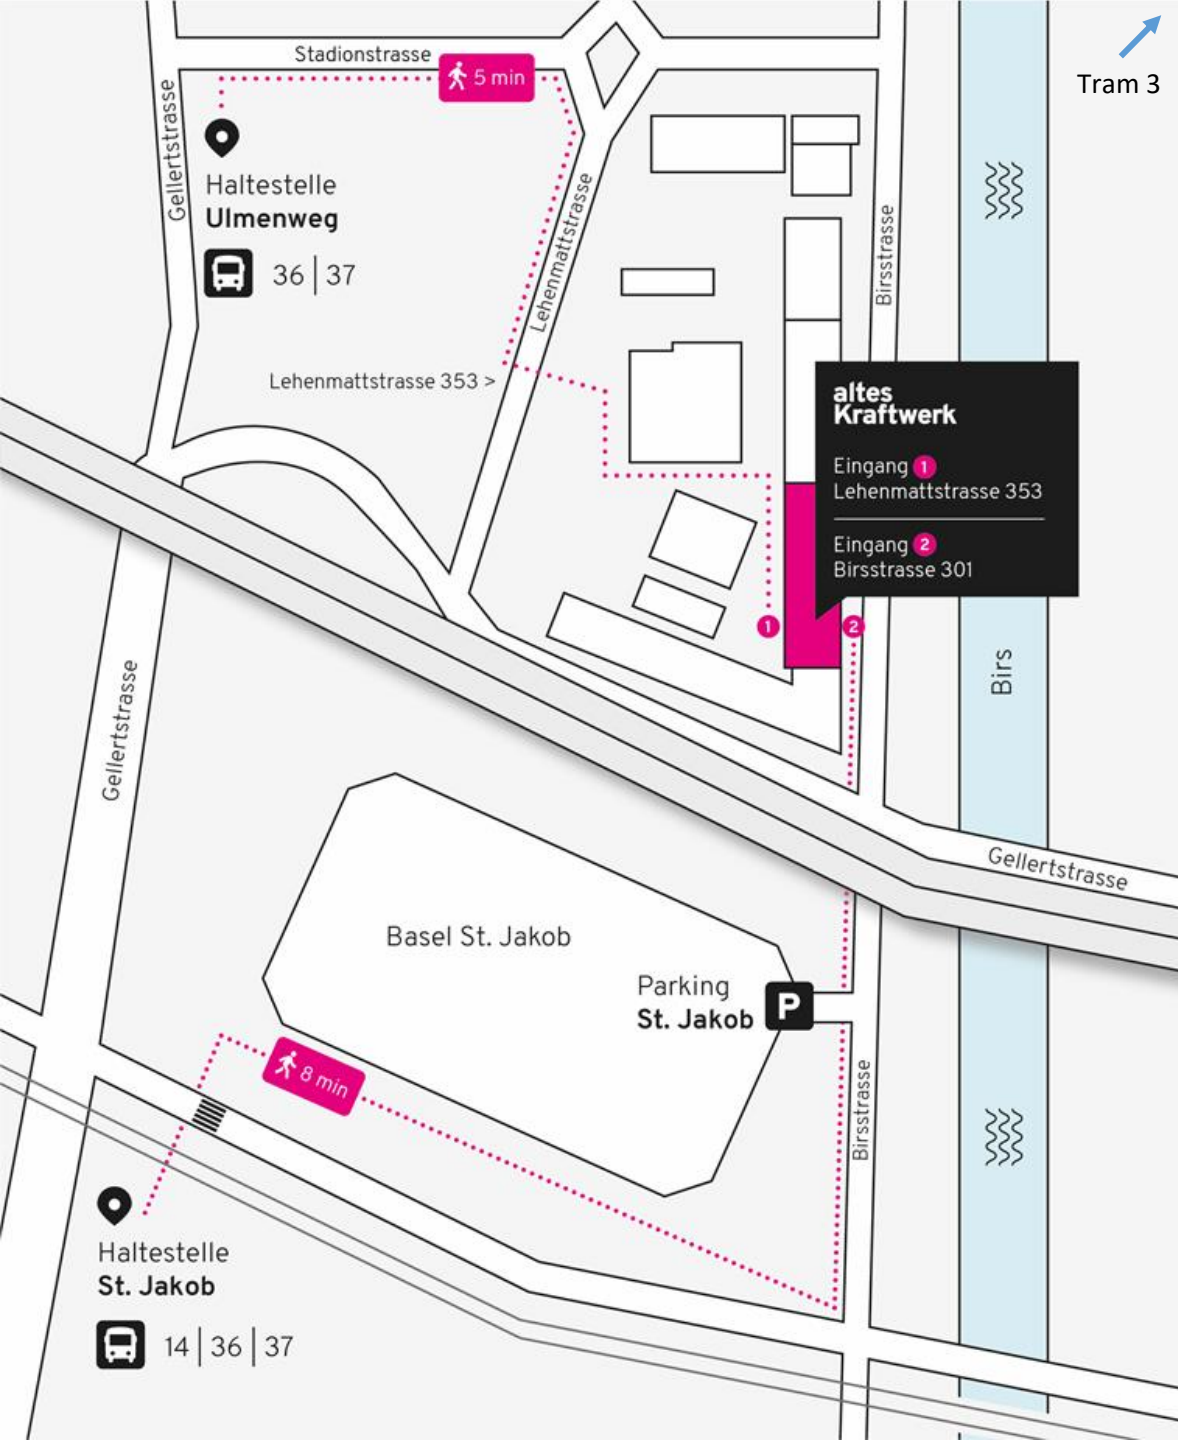 Tram 3
Stadionstrasse
5 min
Gellertstrasse
Haltestelle
Ulmenweg
36 | 37
Lehenmattstrasse
Birsstrasse
Lehenmattstrasse 353 >
altes
Kraftwerk
Eingang 1
Lehenmattstrasse 353
Eingang 2
Birsstrasse 301
1
2
Birs
Gellertstrasse
Gellertstrasse
Basel St. Jakob
Parking
St. Jakob
P
8 min
Birsstrasse
Haltestelle
St. Jakob
14 | 36 | 37